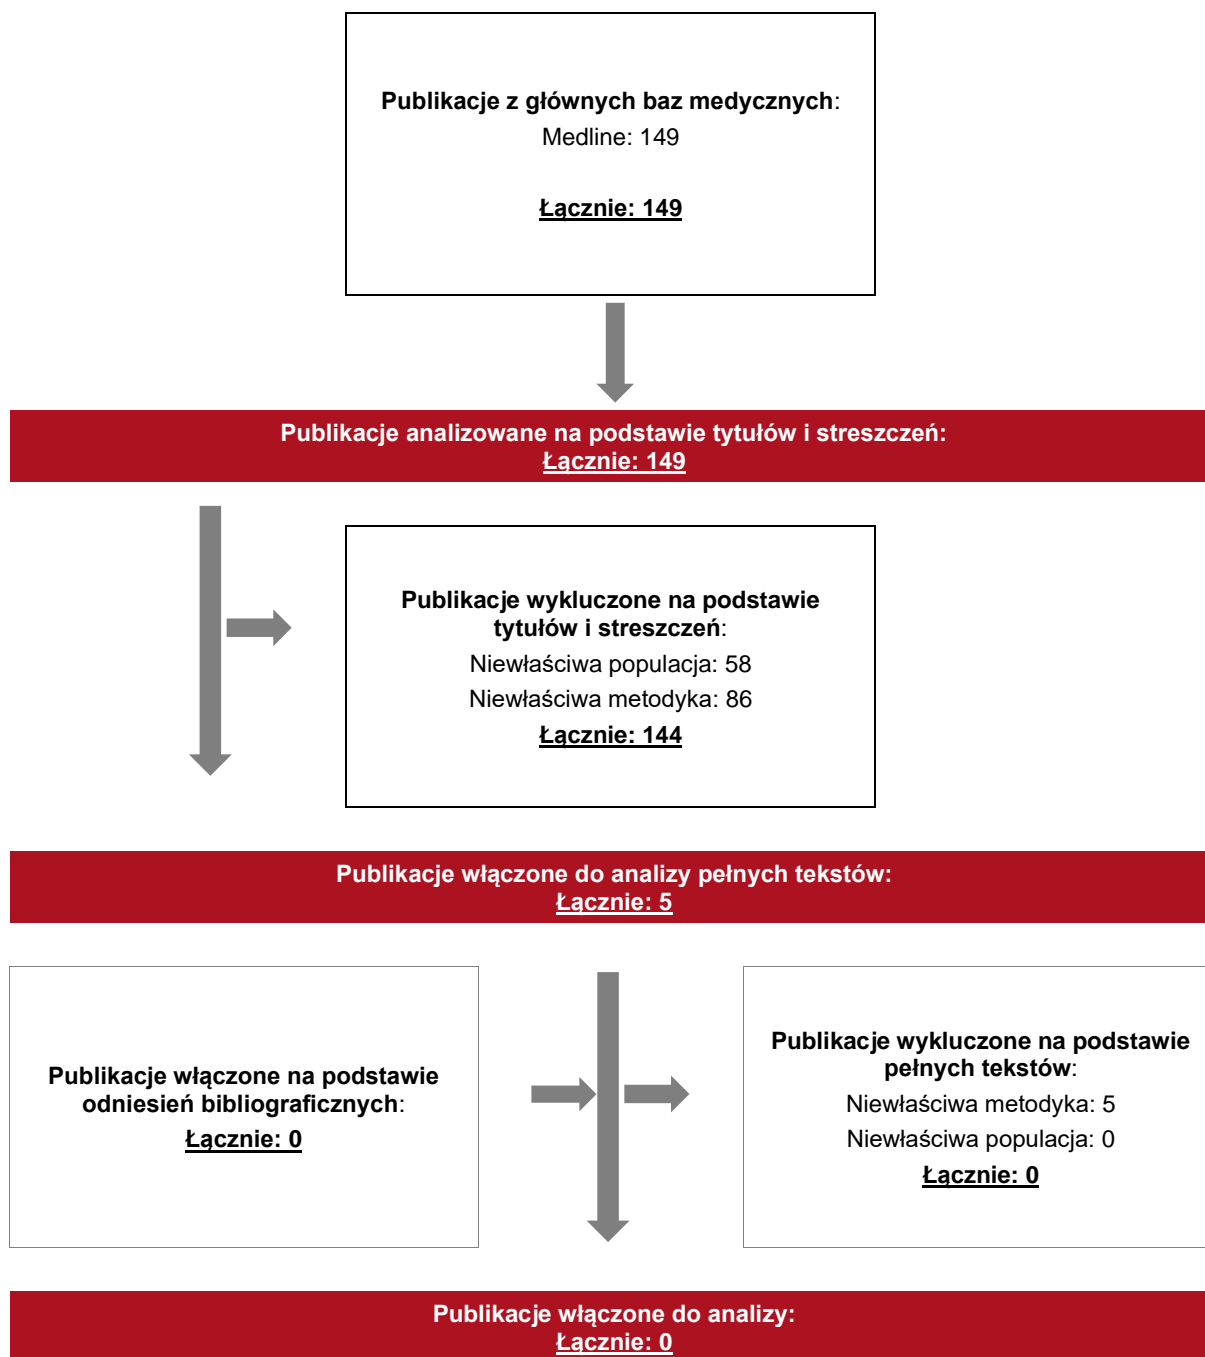 Publikacje z głównych baz medycznych:
Medline: 149
Łącznie: 149
Publikacje analizowane na podstawie tytułów i streszczeń:
Łącznie: 149
Publikacje wykluczone na podstawie
tytułów i streszczeń:
Niewłaściwa populacja: 58
Niewłaściwa metodyka: 86
Łącznie: 144
Publikacje włączone do analizy pełnych tekstów:
Łącznie: 5
Publikacje włączone na podstawie
odniesień bibliograficznych:
Łącznie: 0
Publikacje wykluczone na podstawie
pełnych tekstów:
Niewłaściwa metodyka: 5
Niewłaściwa populacja: 0
Łącznie: 0
Publikacje włączone do analizy:
Łącznie: 0